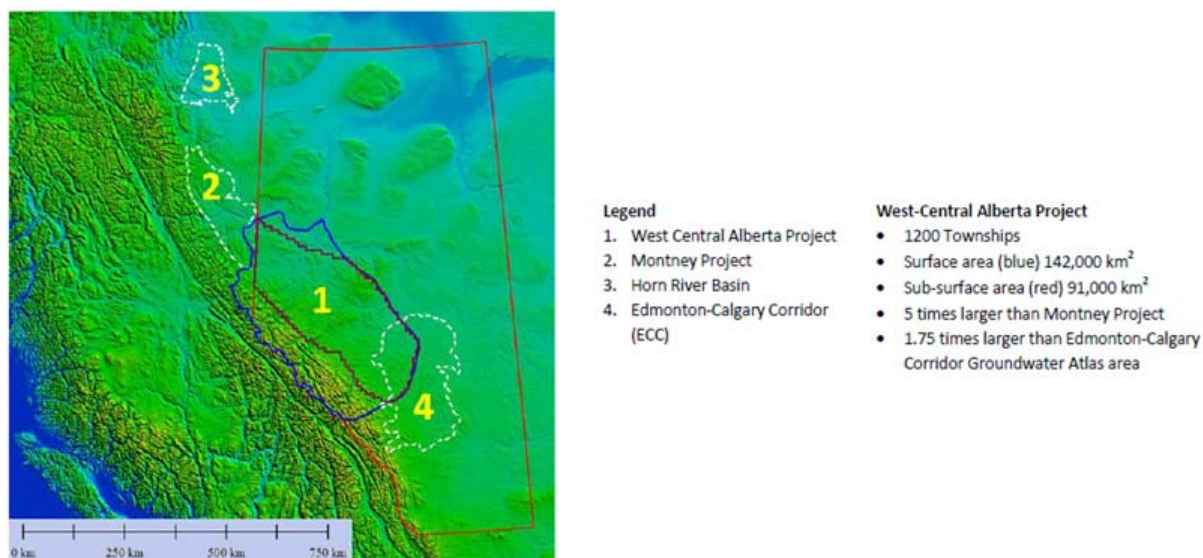 3
2
1
4
0 km 250 km 500 km 750 km
Legend
1. West Central Alberta Project
2. Montney Project
3. Horn River Basin
4. Edmonton-Calgary Corridor
(ECC)
West-Central Alberta Project
• 1200 Townships
• Surface area (blue) 142,000 km²
• Sub-surface area (red) 91,000 km²
• 5 times larger than Montney Project
• 1.75 times larger than Edmonton-Calgary
Corridor Groundwater Atlas area